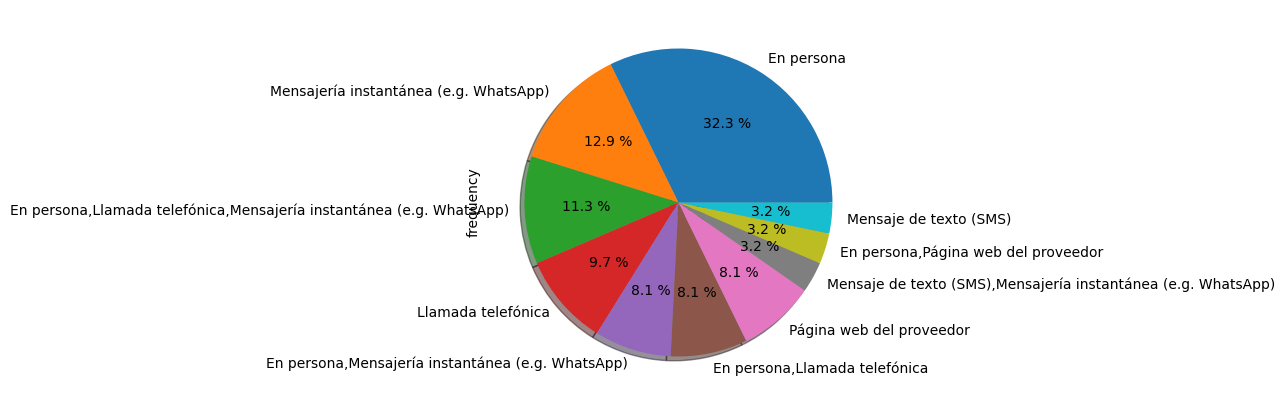 En persona
32.3 %
Mensajería instantánea (e.g. WhatsApp)
12.9 %
En persona,Llamada telefónica,Mensajería instantánea (e.g. WhatsApp)
11.3 %
frequency
Llamada telefónica
9.7 %
En persona,Mensajería instantánea (e.g. WhatsApp)
8.1 %
En persona,Llamada telefónica
8.1 %
Página web del proveedor
8.1 %
Mensaje de texto (SMS),Mensajería instantánea (e.g. WhatsApp)
3.2 %
En persona,Página web del proveedor
3.2 %
Mensaje de texto (SMS)
3.2 %